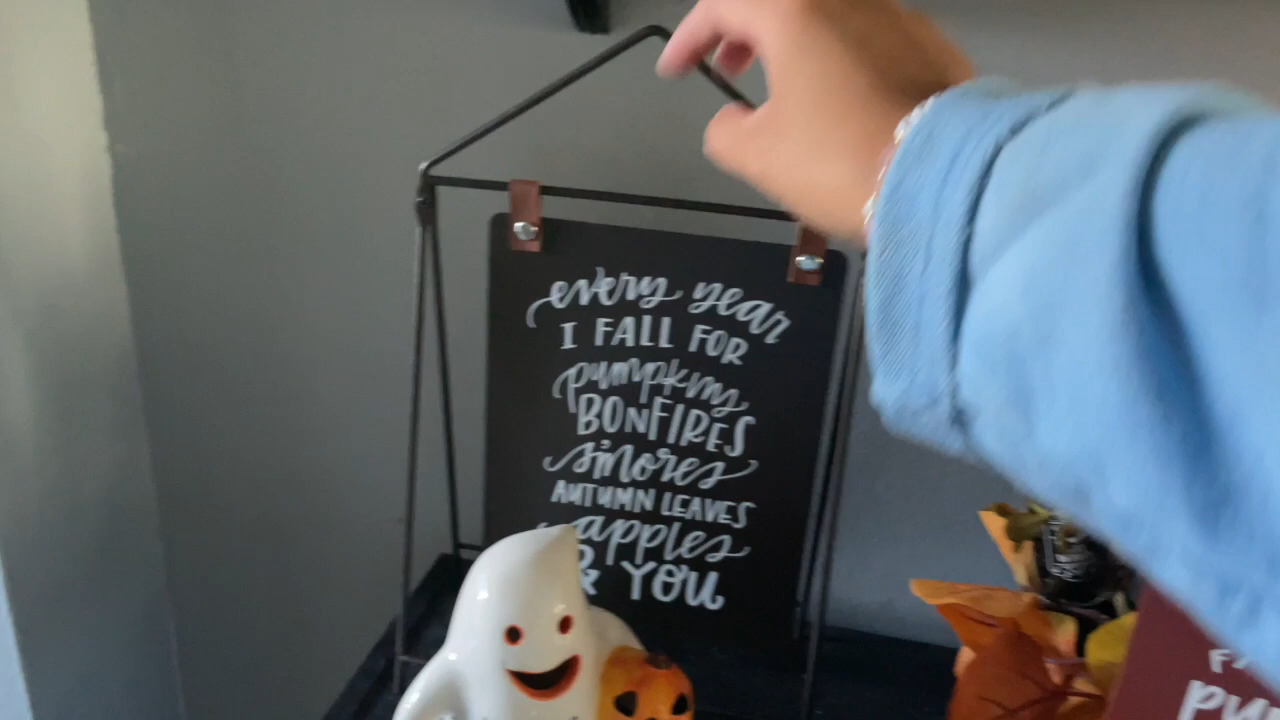 every year
I FALL FOR
pumpkins
BONFIRES
s'mores
AUTUMN LEAVES
apples
& YOU